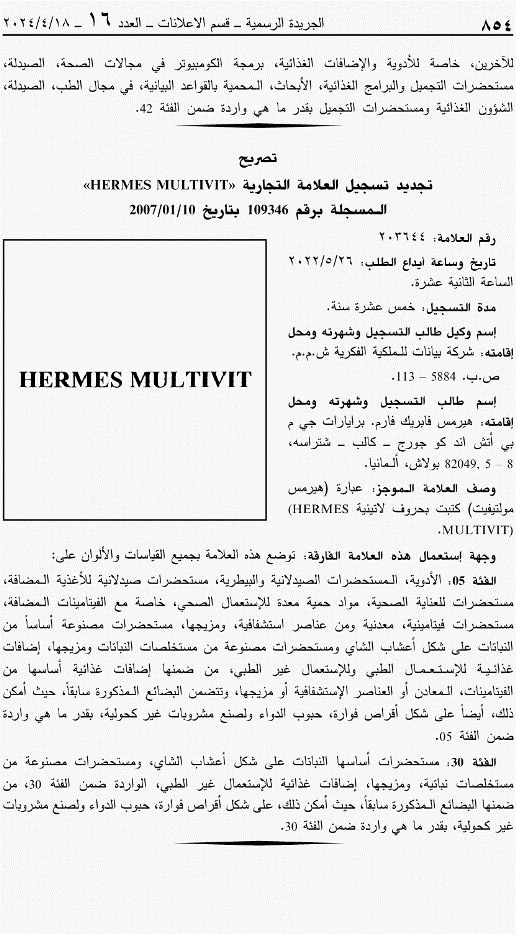 ٨٥٤
الجريدة الرسمية ــ قسم الاعلانات ــ العدد ١٦ ــ ٢٠٢٤/٤/١٨
للآخرين، خاصة للأدوية والإضافات الغذائية، برمجة الكومبيوتر في مجالات الصحة، الصيدلة،
مستحضرات التجميل والبرامج الغذائية، الأبحاث، المحمية بالقواعد البيانية، في مجال الطب، الصيدلة،
الشؤون الغذائية ومستحضرات التجميل بقدر ما هي واردة ضمن الفئة 42.
تصريح
تجديد تسجيل العلامة التجارية «HERMES MULTIVIT»
المسجلة برقم 109346 بتاريخ 2007/01/10
رقم العلامة: ٢٠٣٦٤٤
تاريخ وساعة أيداع الطلب: ٢٠٢٢/٥/٢٦
الساعة الثانية عشرة.
مدة التسجيل: خمس عشرة سنة.
إسم وكيل طالب التسجيل وشهرته ومحل
إقامته: شركة بيانات للملكية الفكرية ش.م.م.
ص.ب. 5884 – 113.
إسم طالب التسجيل وشهرته ومحل
إقامته: هيرمس فابريك فارم. برايارات جي م
بي أتش اند كو جورج ــ كالب ــ شتراسه،
8 – 5 ,82049 بولاش، ألمانيا.
وصف العلامة الموجز: عبارة (هيرمس
مولتيفيت) كتبت بحروف لاتينية (HERMES
MULTIVIT).
HERMES MULTIVIT
وجهة إستعمال هذه العلامة الفارقة: توضع هذه العلامة بجميع القياسات والألوان على:
الفئة 05: الأدوية، المستحضرات الصيدلانية والبيطرية، مستحضرات صيدلانية للأغذية المضافة،
مستحضرات للعناية الصحية، مواد حمية معدة للإستعمال الصحي، خاصة مع الفيتامينات المضافة،
مستحضرات فيتامينية، معدنية ومن عناصر استشفافية، ومزيجها، مستحضرات مصنوعة أساساً من
النباتات على شكل أعشاب الشاي ومستحضرات مصنوعة من مستخلصات النباتات ومزيجها، إضافات
غذائية للإستعمال الطبي وللإستعمال غير الطبي، من ضمنها إضافات غذائية أساسها من
الفيتامينات، المعادن أو العناصر الإستشفافية أو مزيجها، وتتضمن البضائع المذكورة سابقاً، حيث أمكن
ذلك، أيضاً على شكل أقراص فوارة، حبوب الدواء ولصنع مشروبات غير كحولية، بقدر ما هي واردة
ضمن الفئة 05.
الفئة 30: مستحضرات أساسها النباتات على شكل أعشاب الشاي، ومستحضرات مصنوعة من
مستخلصات نباتية، ومزيجها، إضافات غذائية للإستعمال غير الطبي، الواردة ضمن الفئة 30، من
ضمنها البضائع المذكورة سابقاً، حيث أمكن ذلك، على شكل أقراص فوارة، حبوب الدواء ولصنع مشروبات
غير كحولية، بقدر ما هي واردة ضمن الفئة 30.